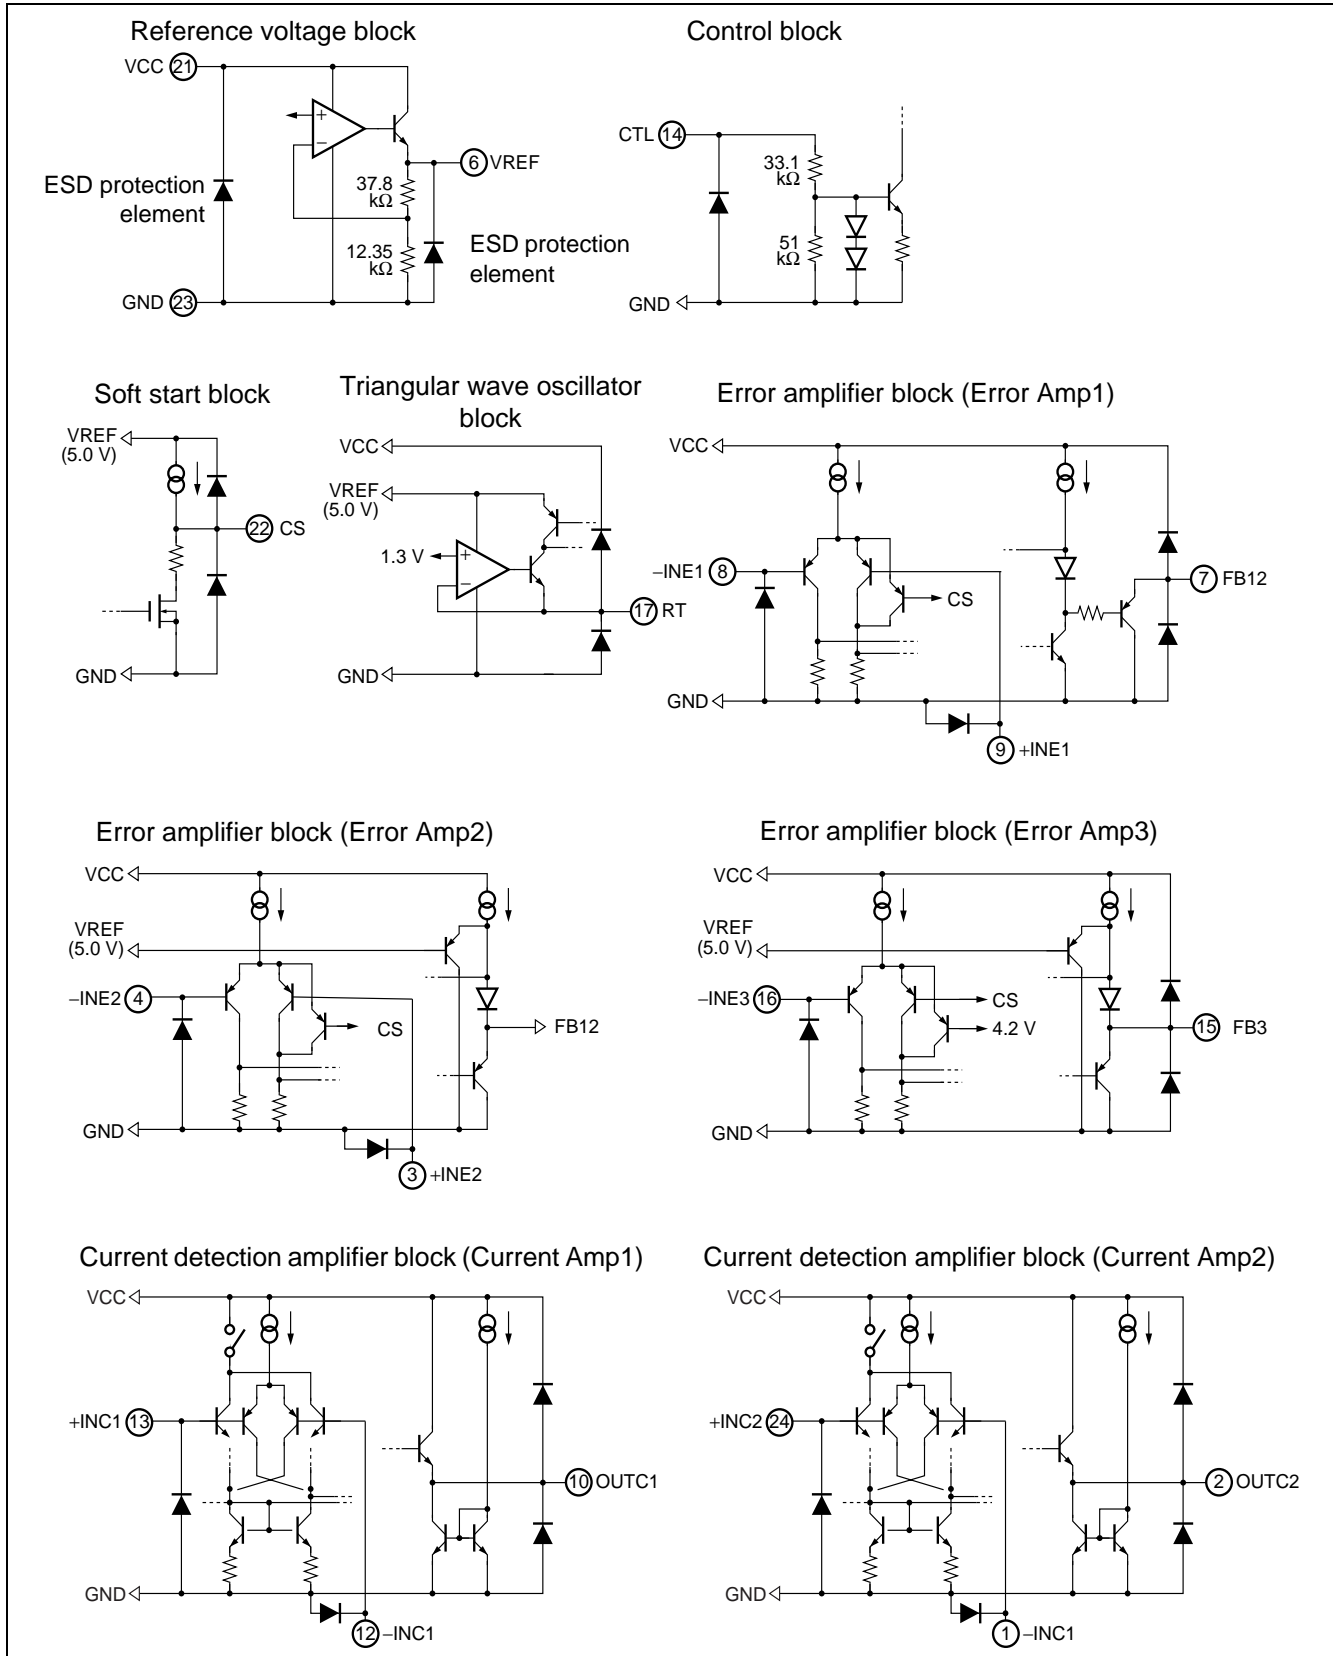 Reference voltage block
VCC 21
+
−
6 VREF
37.8
kΩ
ESD protection
element
12.35
kΩ
ESD protection
element
GND 23
Control block
CTL 14
33.1
kΩ
51
kΩ
GND
Soft start block
VREF
(5.0 V)
22 CS
GND
Triangular wave oscillator
block
VCC
VREF
(5.0 V)
1.3 V
+
−
17 RT
GND
Error amplifier block (Error Amp1)
VCC
−INE1 8
CS
7 FB12
GND
9 +INE1
Error amplifier block (Error Amp2)
VCC
VREF
(5.0 V)
−INE2 4
CS
FB12
GND
3 +INE2
Error amplifier block (Error Amp3)
VCC
VREF
(5.0 V)
−INE3 16
CS
4.2 V
15 FB3
GND
Current detection amplifier block (Current Amp1)
VCC
+INC1 13
10 OUTC1
GND
12 −INC1
Current detection amplifier block (Current Amp2)
VCC
+INC2 24
2 OUTC2
GND
1 −INC1